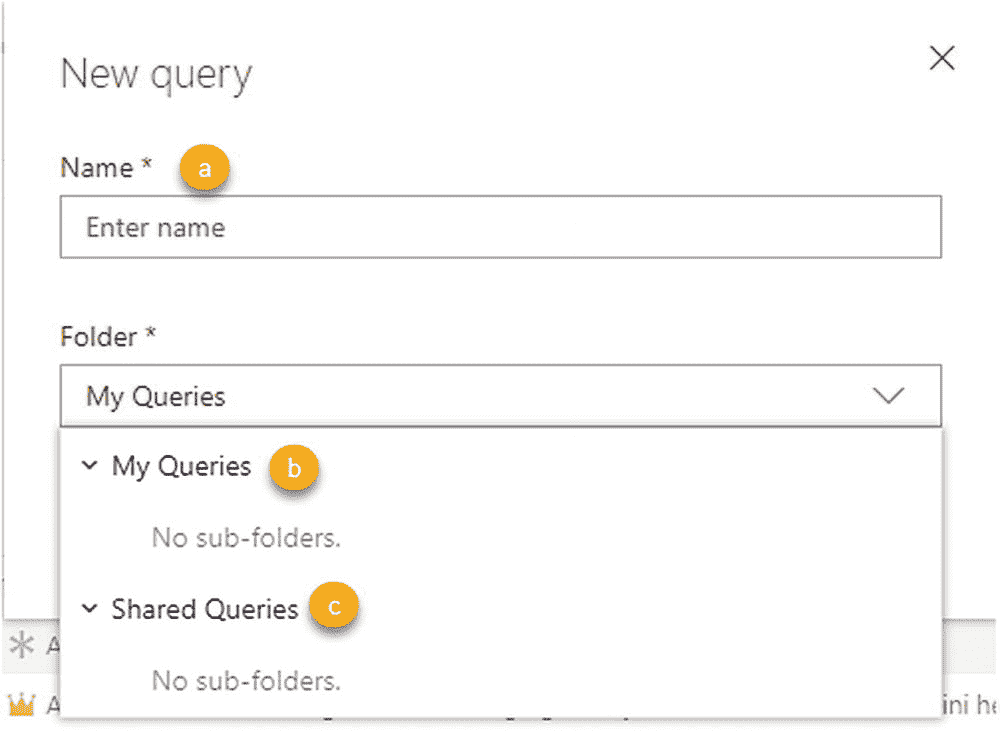 New query
Name * a
Enter name
Folder *
My Queries
My Queries b
No sub-folders.
Shared Queries c
No sub-folders.
A
A ini he